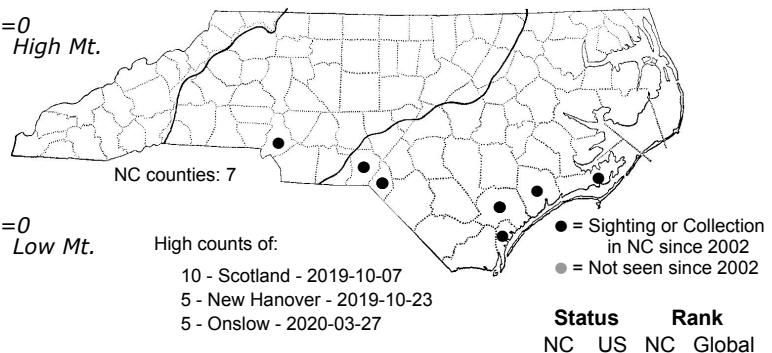 =0
High Mt.
NC counties: 7
=0
Low Mt.
High counts of:
10 - Scotland - 2019-10-07
5 - New Hanover - 2019-10-23
5 - Onslow - 2020-03-27
= Sighting or Collection
in NC since 2002
= Not seen since 2002
Status Rank
NC US NC Global